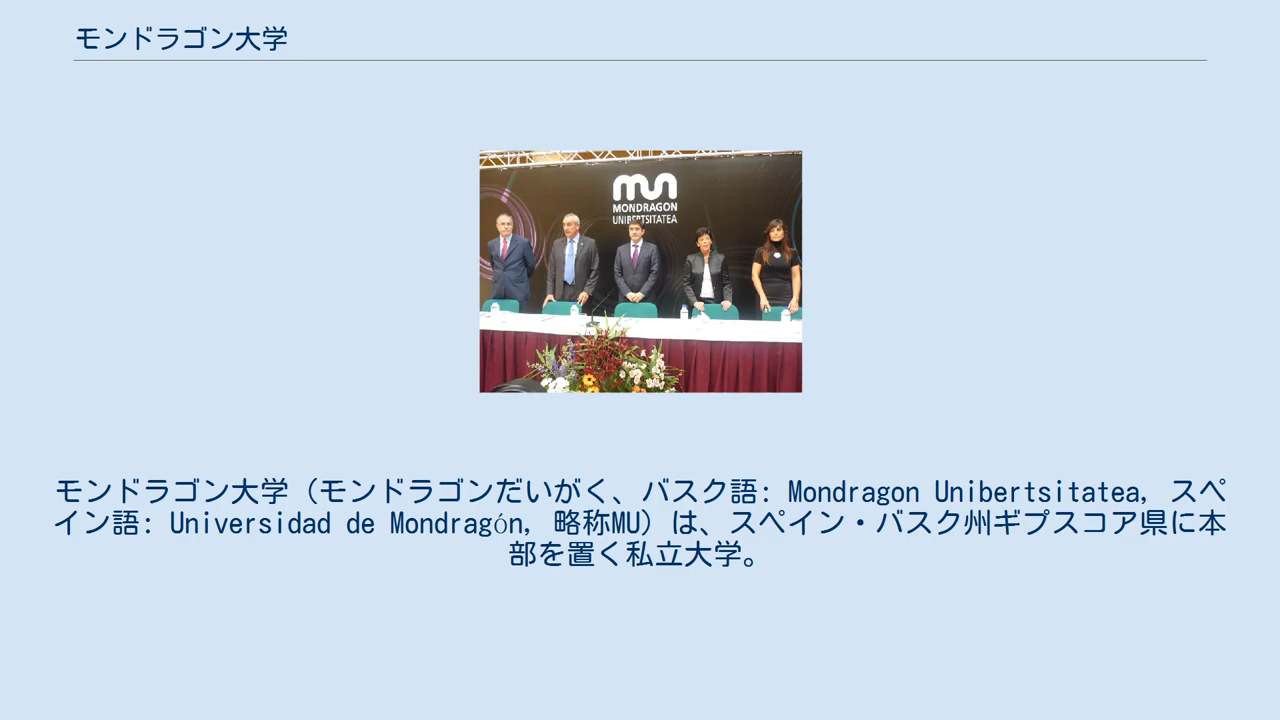 モンドラゴン大学
MONDRAGON
UNIBERTSITATEA
モンドラゴン大学（モンドラゴンだいがく、バスク語: Mondragon Unibertsitatea, スペ
イン語: Universidad de Mondragón, 略称MU）は、スペイン・バスク州ギプスコア県に本
部を置く私立大学。